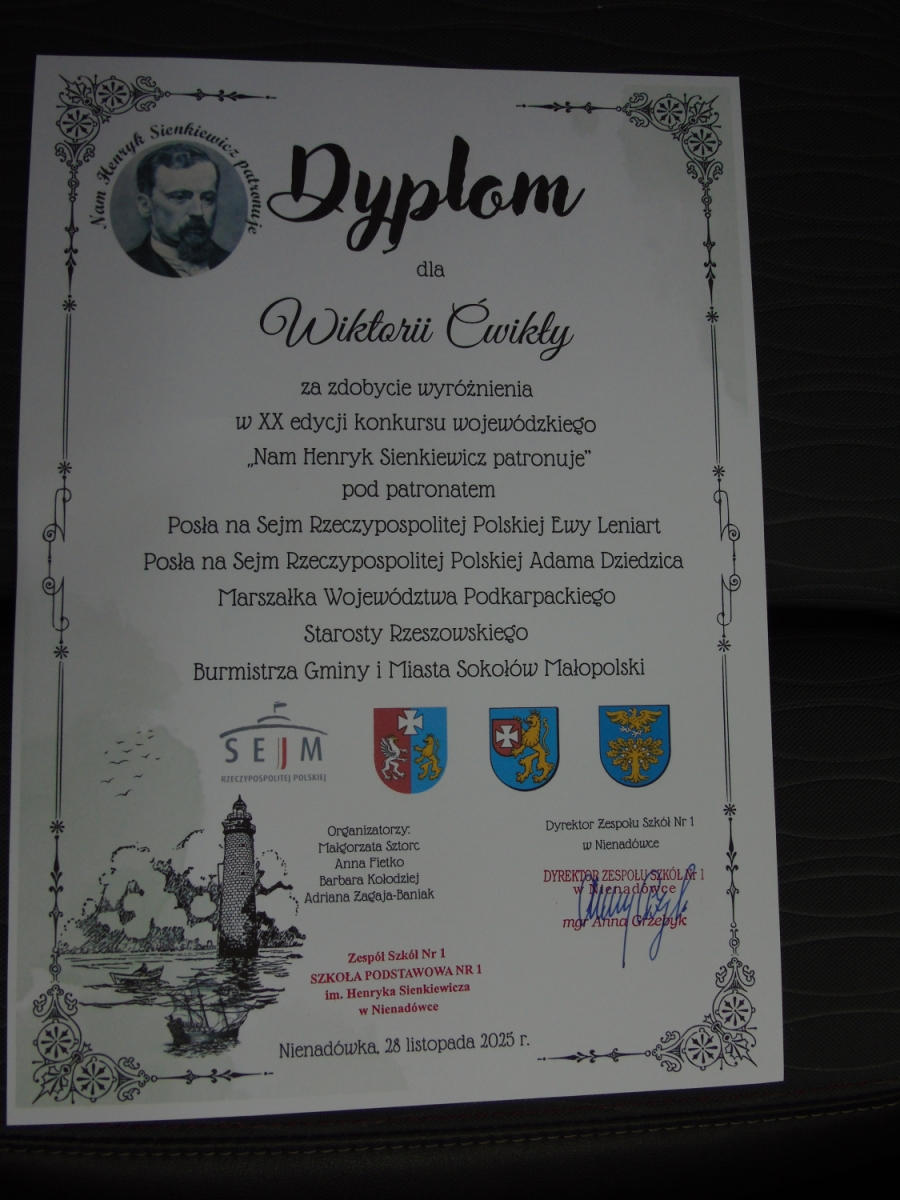 Nam Henryk Sienkiewicz patronuje
Dyplom
dla
Wiktorii Ćwikły
za zdobycie wyróżnienia
w XX edycji konkursu wojewódzkiego
„Nam Henryk Sienkiewicz patronuje”
pod patronatem
Posła na Sejm Rzeczypospolitej Polskiej Ewy Leniart
Posła na Sejm Rzeczypospolitej Polskiej Adama Dziedzica
Marszałka Województwa Podkarpackiego
Starosty Rzeszowskiego
Burmistrza Gminy i Miasta Sokołów Małopolski
SEJM
RZECZYPOSPOLITEJ POLSKIEJ
Organizatorzy:
Małgorzata Sztorc
Anna Fietko
Barbara Kołodziej
Adriana Zagaja-Baniak
Dyrektor Zespołu Szkół Nr 1
w Nienadówce
DYREKTOR ZESPOŁU SZKÓŁ Nr 1
w Nienadówce
mgr Anna Grzebyk
Zespół Szkół Nr 1
SZKOŁA PODSTAWOWA NR 1
im. Henryka Sienkiewicza
w Nienadówce
Nienadówka, 28 listopada 2025 r.